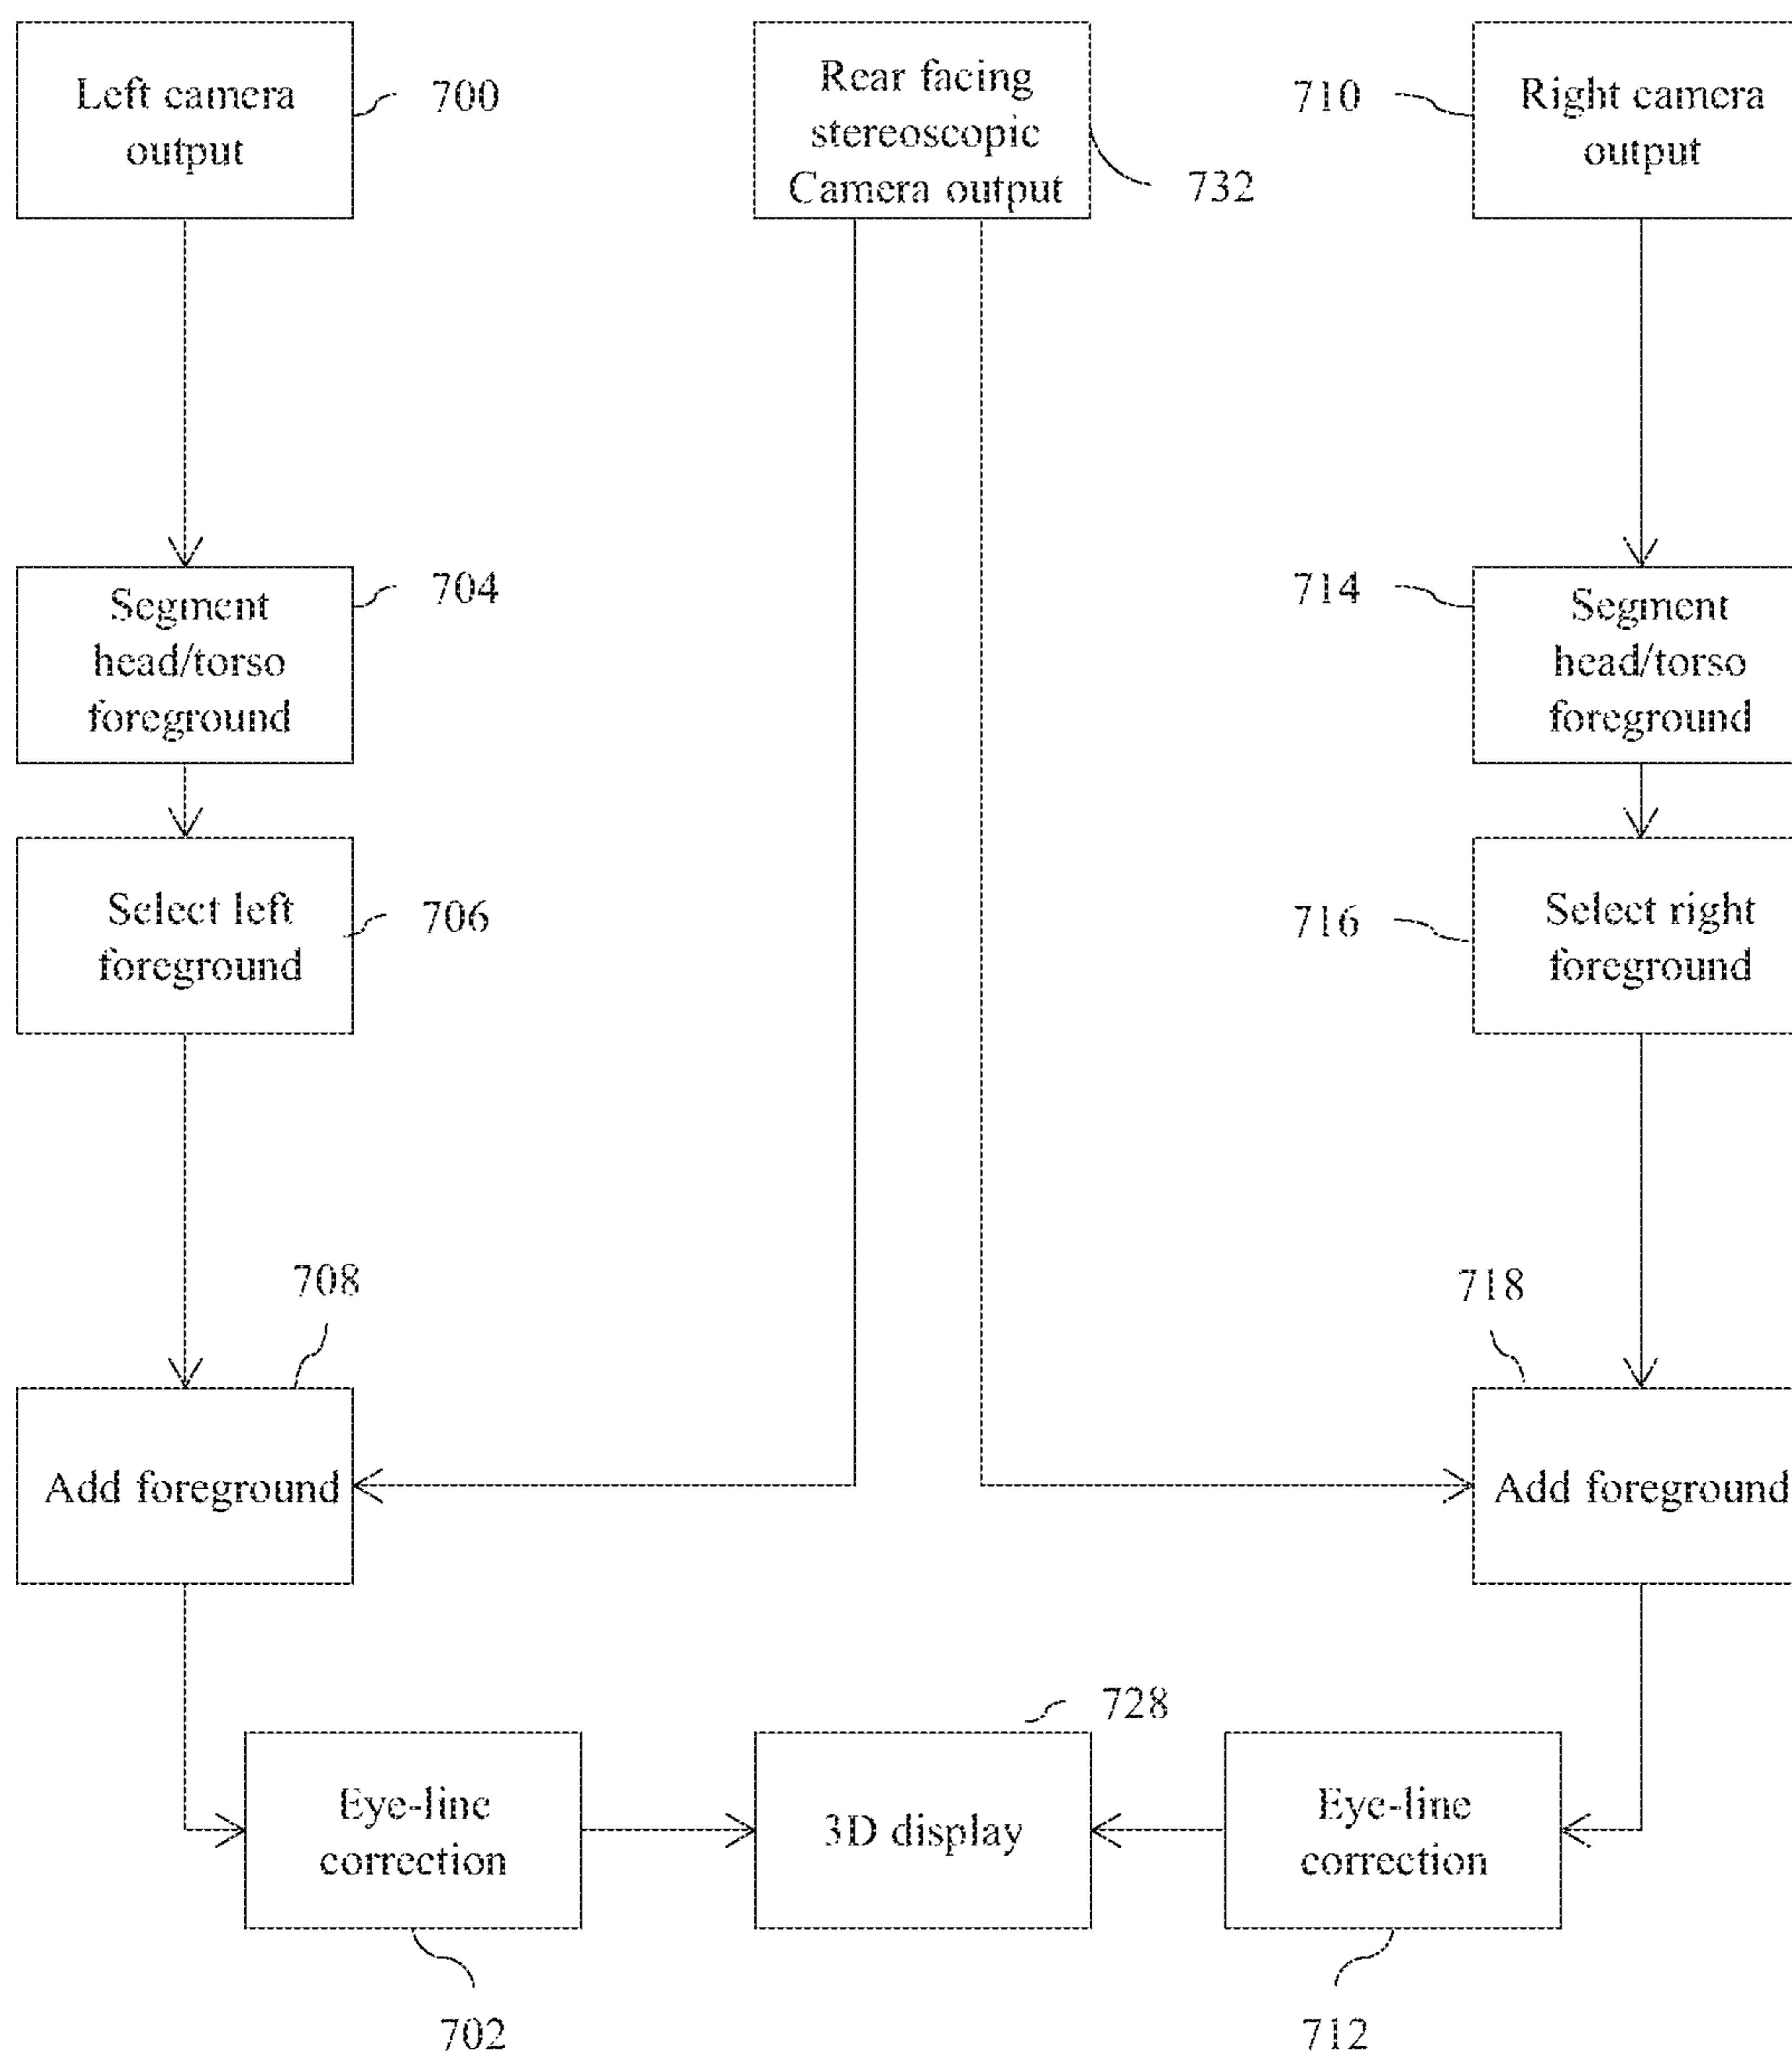 Left camera
output
700
Rear facing
stereoscopic
Camera output
732
710
Right camera
output
Segment
head/torso
foreground
704
714
Segment
head/torso
foreground
Select left
foreground
706
716
Select right
foreground
708
718
Add foreground
Add foreground
728
Eye-line
correction
3D display
Eye-line
correction
702
712